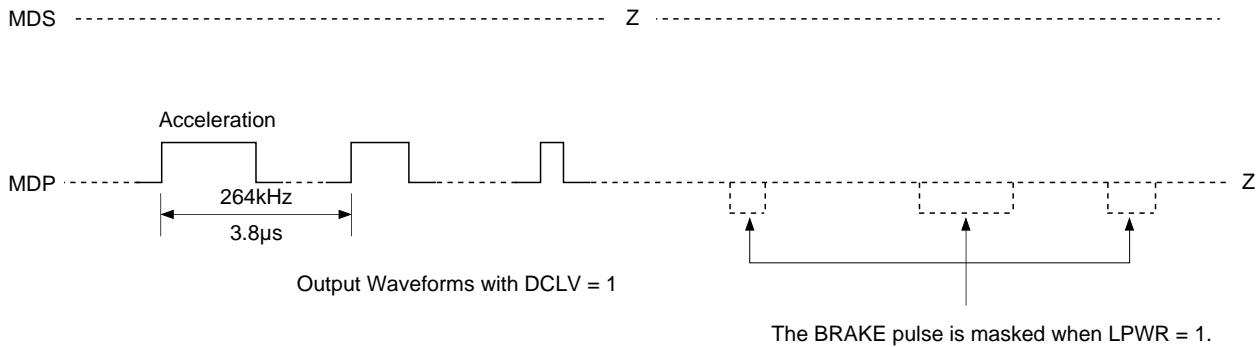 MDS Z
Acceleration
MDP Z
264kHz
3.8µs
Output Waveforms with DCLV = 1
The BRAKE pulse is masked when LPWR = 1.